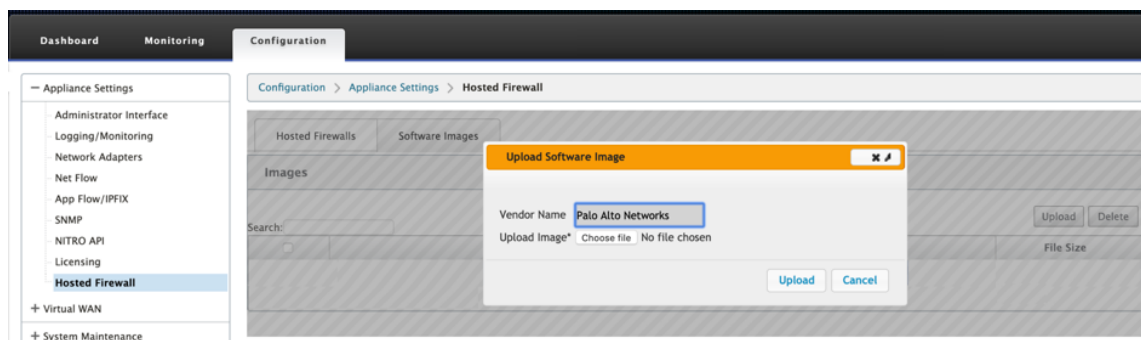 Dashboard Monitoring Configuration
— Appliance Settings
Administrator Interface
Logging/Monitoring
Network Adapters
Net Flow
App Flow/IPFIX
SNMP
NITRO API
Licensing
Hosted Firewall
+ Virtual WAN
+ System Maintenance
Configuration > Appliance Settings > Hosted Firewall
Hosted Firewalls Software Images
Images
Search:
Upload Delete
File Size
Upload Software Image
Vendor Name Palo Alto Networks
Upload Image* Choose file No file chosen
Upload Cancel